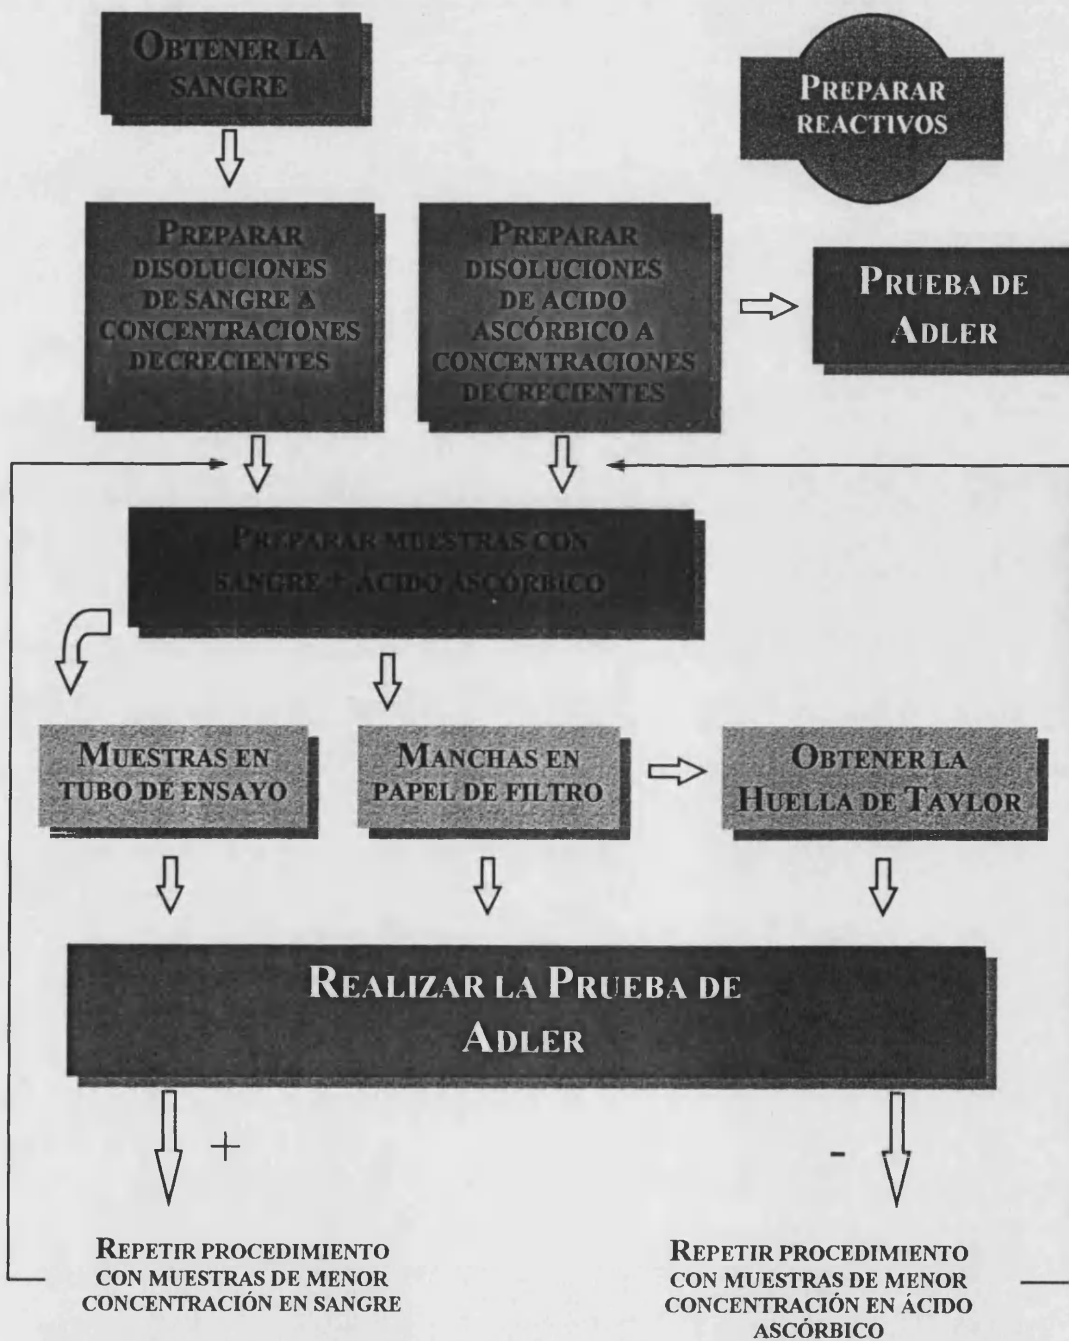 OBTENER LA
SANGRE
PREPARAR
REACTIVOS
PREPARAR
DISOLUCIONES
DE SANGRE A
CONCENTRACIONES
DECRECIENTES
PREPARAR
DISOLUCIONES
DE ACIDO
ASCÓRBICO A
CONCENTRACIONES
DECRECIENTES
PRUEBA DE
ADLER
PREPARAR MUESTRAS CON
SANGRE + ÁCIDO ASCÓRBICO
MUESTRAS EN
TUBO DE ENSAYO
MANCHAS EN
PAPEL DE FILTRO
OBTENER LA
HUELLA DE TAYLOR
REALIZAR LA PRUEBA DE
ADLER
+
-
REPETIR PROCEDIMIENTO
CON MUESTRAS DE MENOR
CONCENTRACIÓN EN SANGRE
REPETIR PROCEDIMIENTO
CON MUESTRAS DE MENOR
CONCENTRACIÓN EN ÁCIDO
ASCÓRBICO